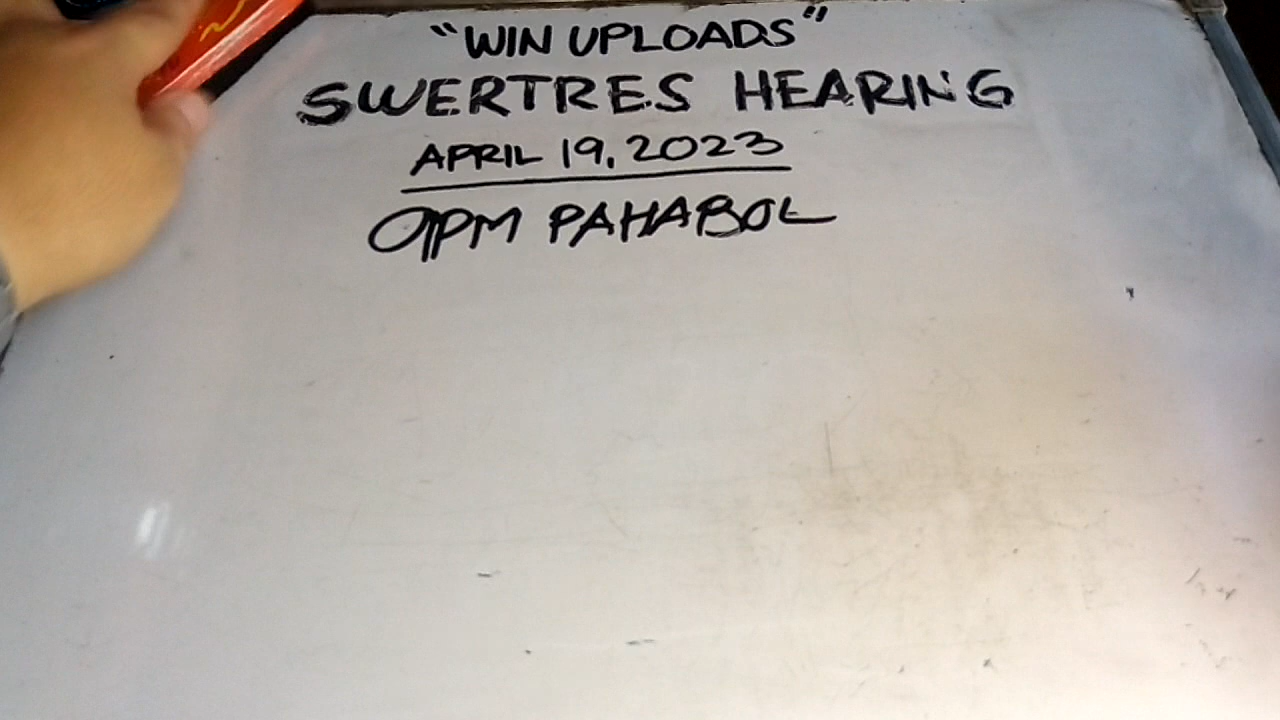 "WIN UPLOADS"
SWERTRES HEARING
APRIL 19, 2023
9PM PAHABOL